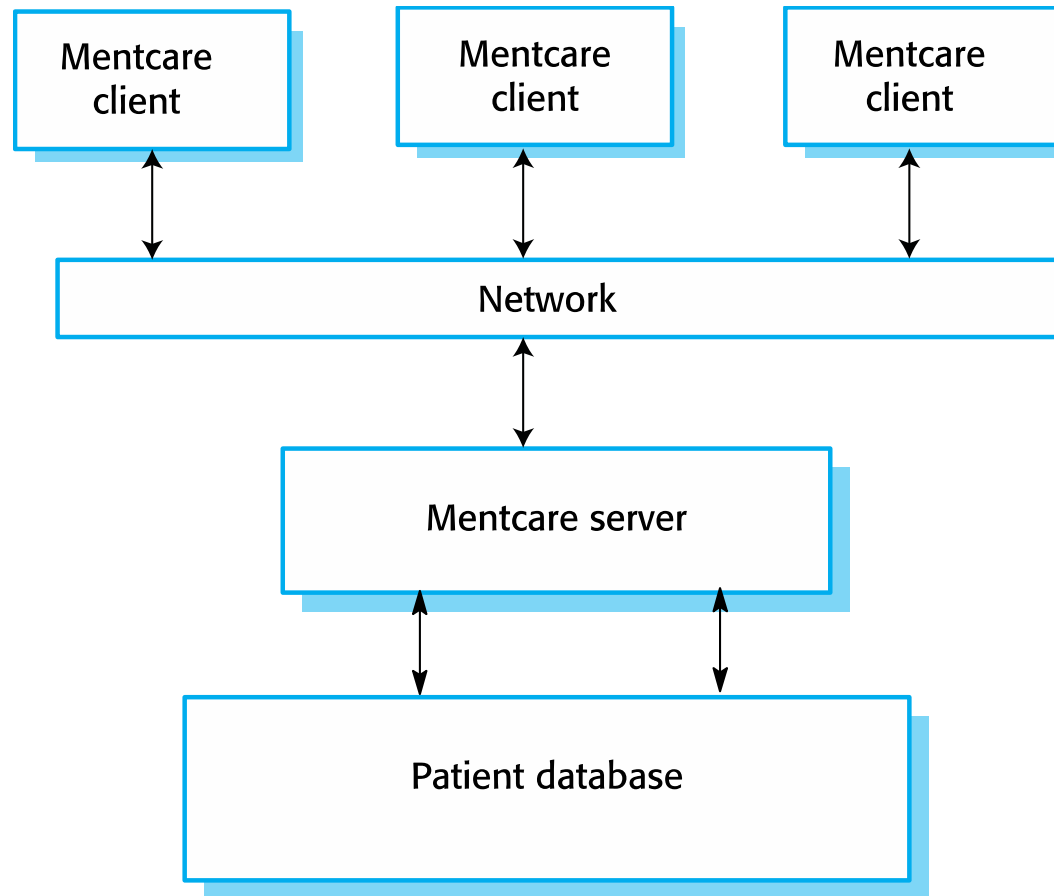 Mentcare
client
Mentcare
client
Mentcare
client
Network
Mentcare server
Patient database